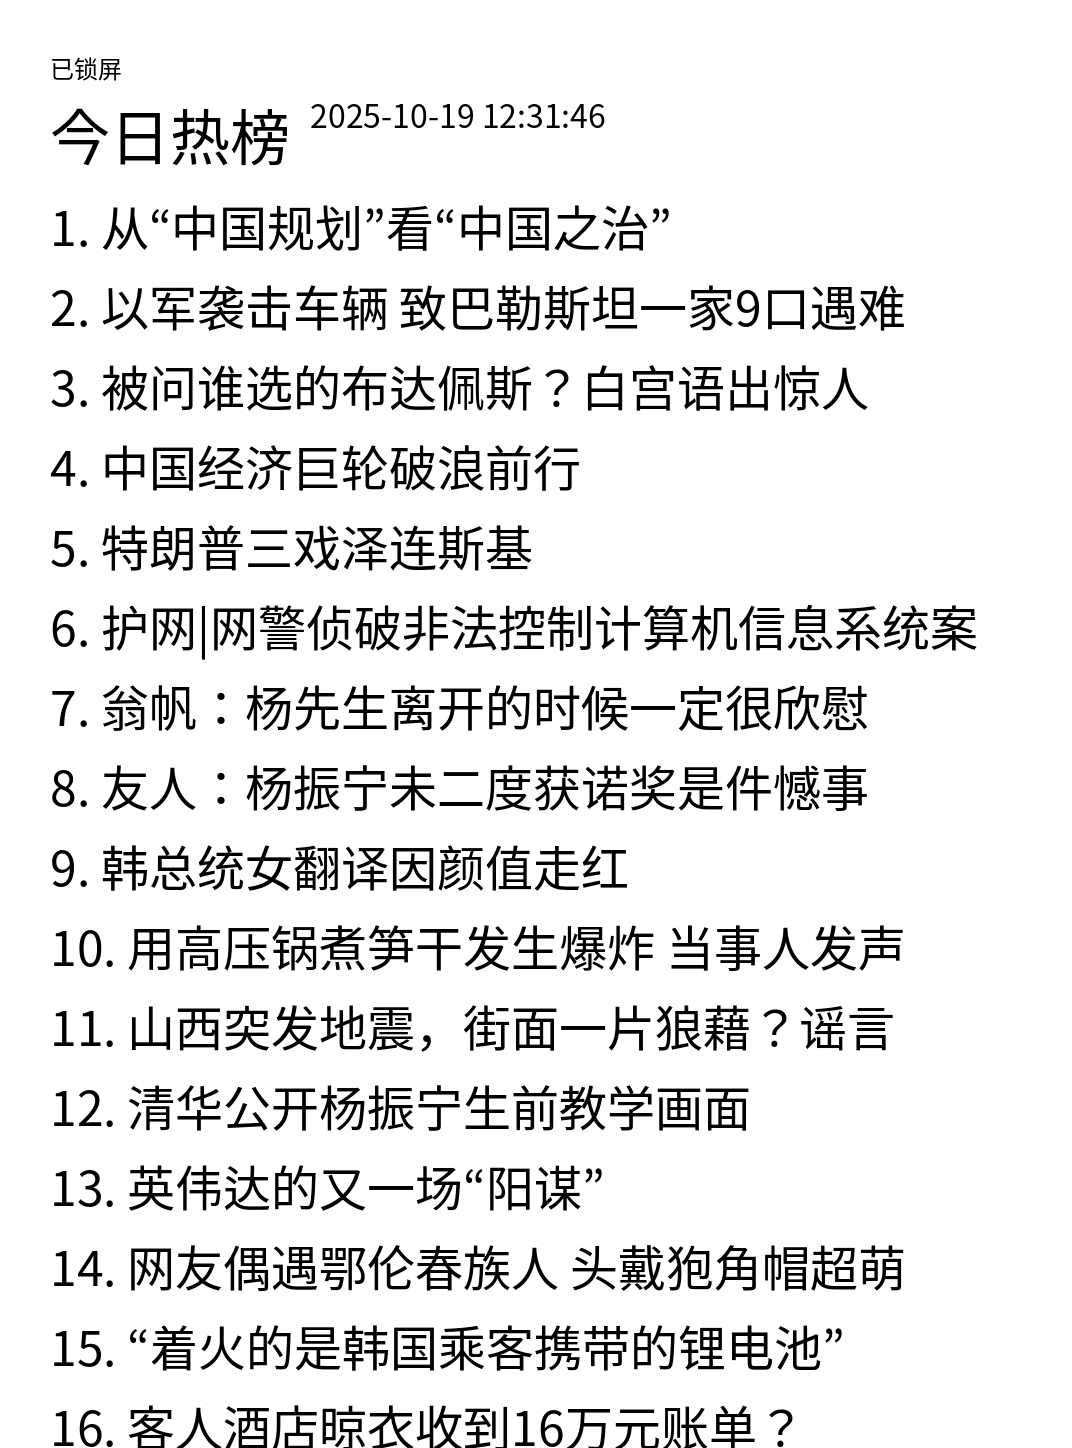 已锁屏
今日热榜 2025-10-19 12:31:46
1. 从“中国规划”看“中国之治”
2. 以军袭击车辆 致巴勒斯坦一家9口遇难
3. 被问谁选的布达佩斯？白宫语出惊人
4. 中国经济巨轮破浪前行
5. 特朗普三戏泽连斯基
6. 护网|网警侦破非法控制计算机信息系统案
7. 翁帆：杨先生离开的时候一定很欣慰
8. 友人：杨振宁未二度获诺奖是件憾事
9. 韩总统女翻译因颜值走红
10. 用高压锅煮笋干发生爆炸 当事人发声
11. 山西突发地震，街面一片狼藉？谣言
12. 清华公开杨振宁生前教学画面
13. 英伟达的又一场“阳谋”
14. 网友偶遇鄂伦春族人 头戴狍角帽超萌
15. “着火的是韩国乘客携带的锂电池”
16. 客人酒店晾衣收到16万元账单？